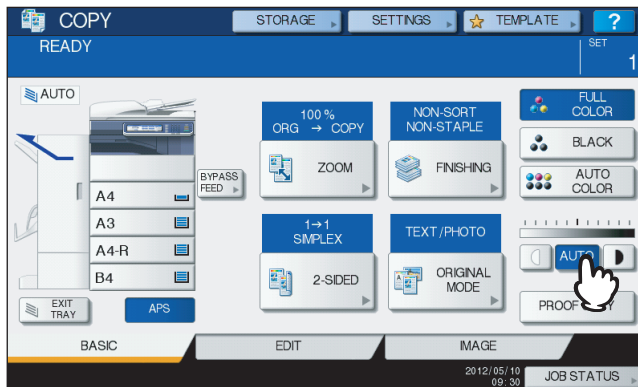 COPY
STORAGE
SETTINGS
TEMPLATE
?
READY
SET
1
AUTO
A4
A3
A4-R
B4
BYPASS
FEED
EXIT
TRAY
APS
100 %
ORG → COPY
ZOOM
NON-SORT
NON-STAPLE
FINISHING
1→1
SIMPLEX
2-SIDED
TEXT/PHOTO
ORIGINAL
MODE
FULL
COLOR
BLACK
AUTO
COLOR
AUTO
PROOF
BASIC
EDIT
IMAGE
2012/05/10
09:30
JOB STATUS